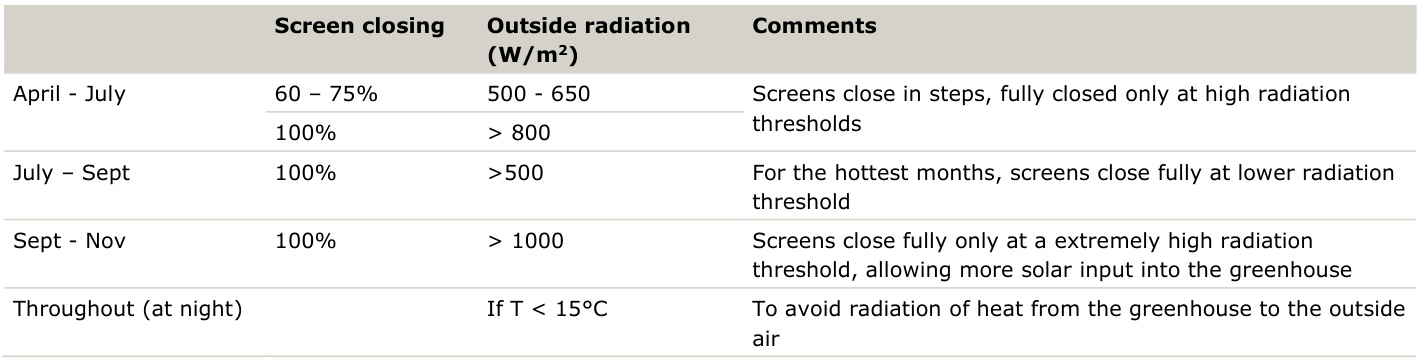 Screen closing Outside radiation Comments
(W/m²)
April - July 60 – 75% 500 - 650 Screens close in steps, fully closed only at high radiation
thresholds
100% > 800
July – Sept 100% >500 For the hottest months, screens close fully at lower radiation
threshold
Sept - Nov 100% > 1000 Screens close fully only at a extremely high radiation
threshold, allowing more solar input into the greenhouse
Throughout (at night) If T < 15°C To avoid radiation of heat from the greenhouse to the outside
air